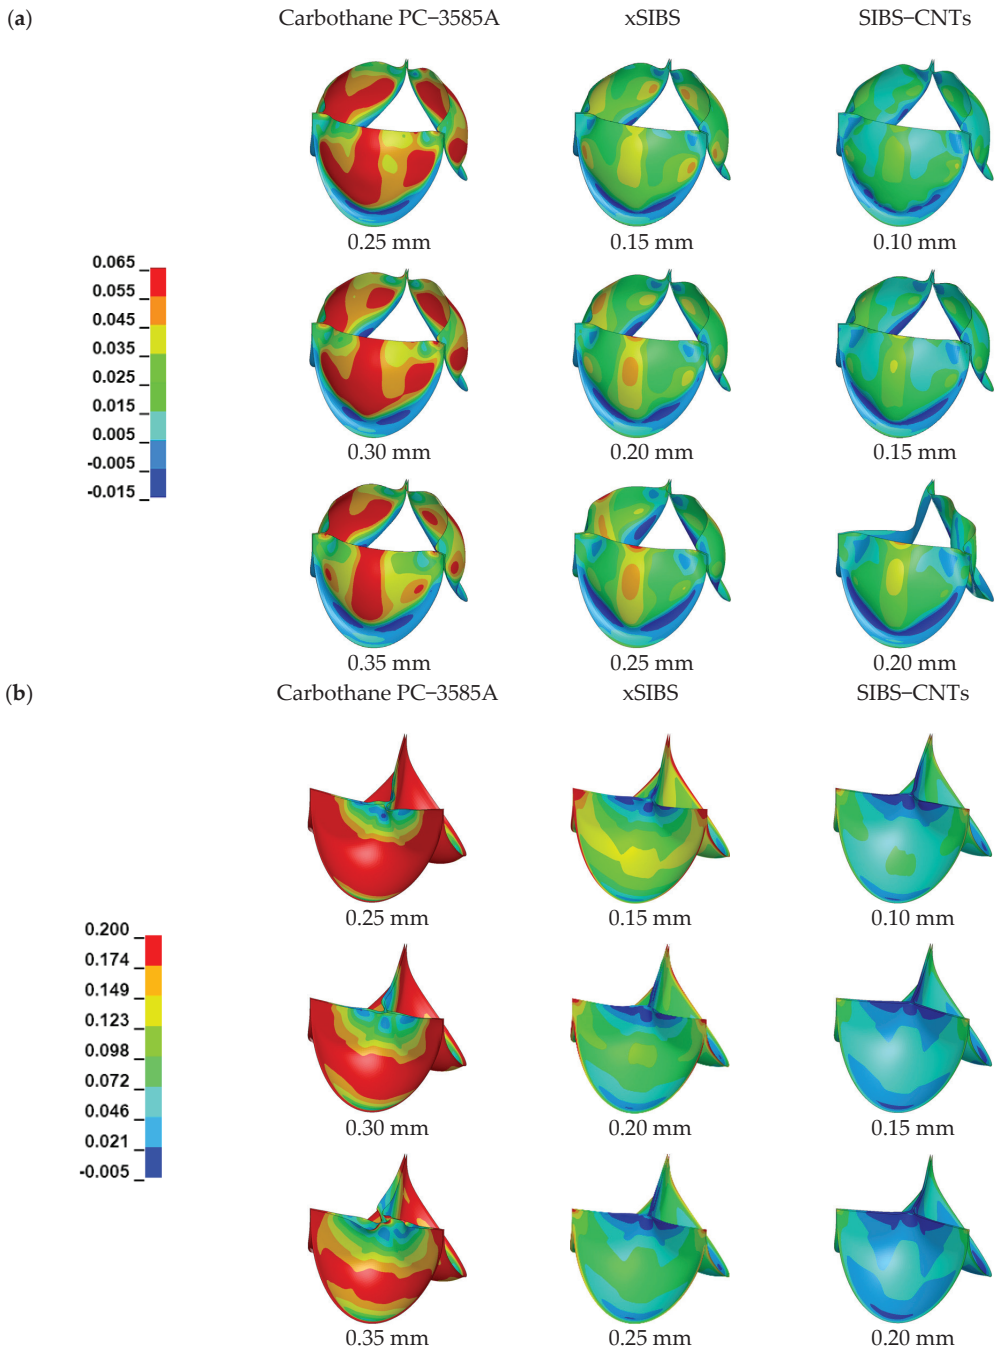 (a)
Carbothane PC−3585A xSIBS SIBS−CNTs
0.25 mm 0.15 mm 0.10 mm
0.065
0.055
0.045
0.035
0.025
0.015
0.005
-0.005
-0.015
0.30 mm 0.20 mm 0.15 mm
0.35 mm 0.25 mm 0.20 mm
(b)
Carbothane PC−3585A xSIBS SIBS−CNTs
0.25 mm 0.15 mm 0.10 mm
0.200
0.174
0.149
0.123
0.098
0.072
0.046
0.021
-0.005
0.30 mm 0.20 mm 0.15 mm
0.35 mm 0.25 mm 0.20 mm